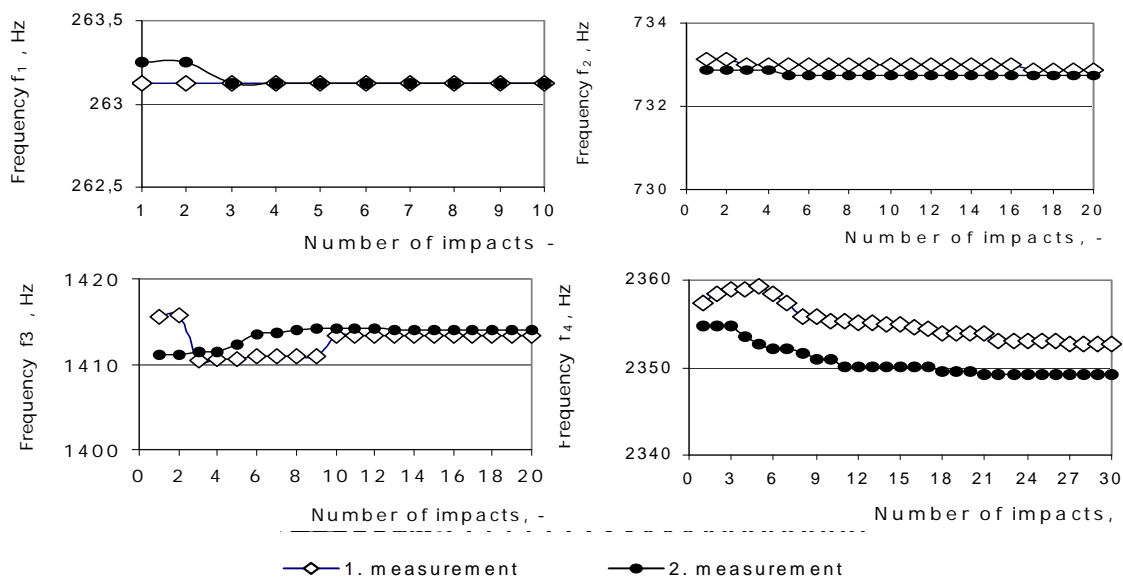 Frequency f₁ , Hz
263,5
263
262,5
1 2 3 4 5 6 7 8 9 10
Number of impacts -
Frequency f₂ , Hz
734
732
730
0 2 4 6 8 10 12 14 16 18 20
Number of impacts, -
Frequency f3 , Hz
1420
1410
1400
0 2 4 6 8 10 12 14 16 18 20
Number of impacts, -
Frequency f₄ , Hz
2360
2350
2340
0 3 6 9 12 15 18 21 24 27 30
Number of impacts,
1. measurement
2. measurement